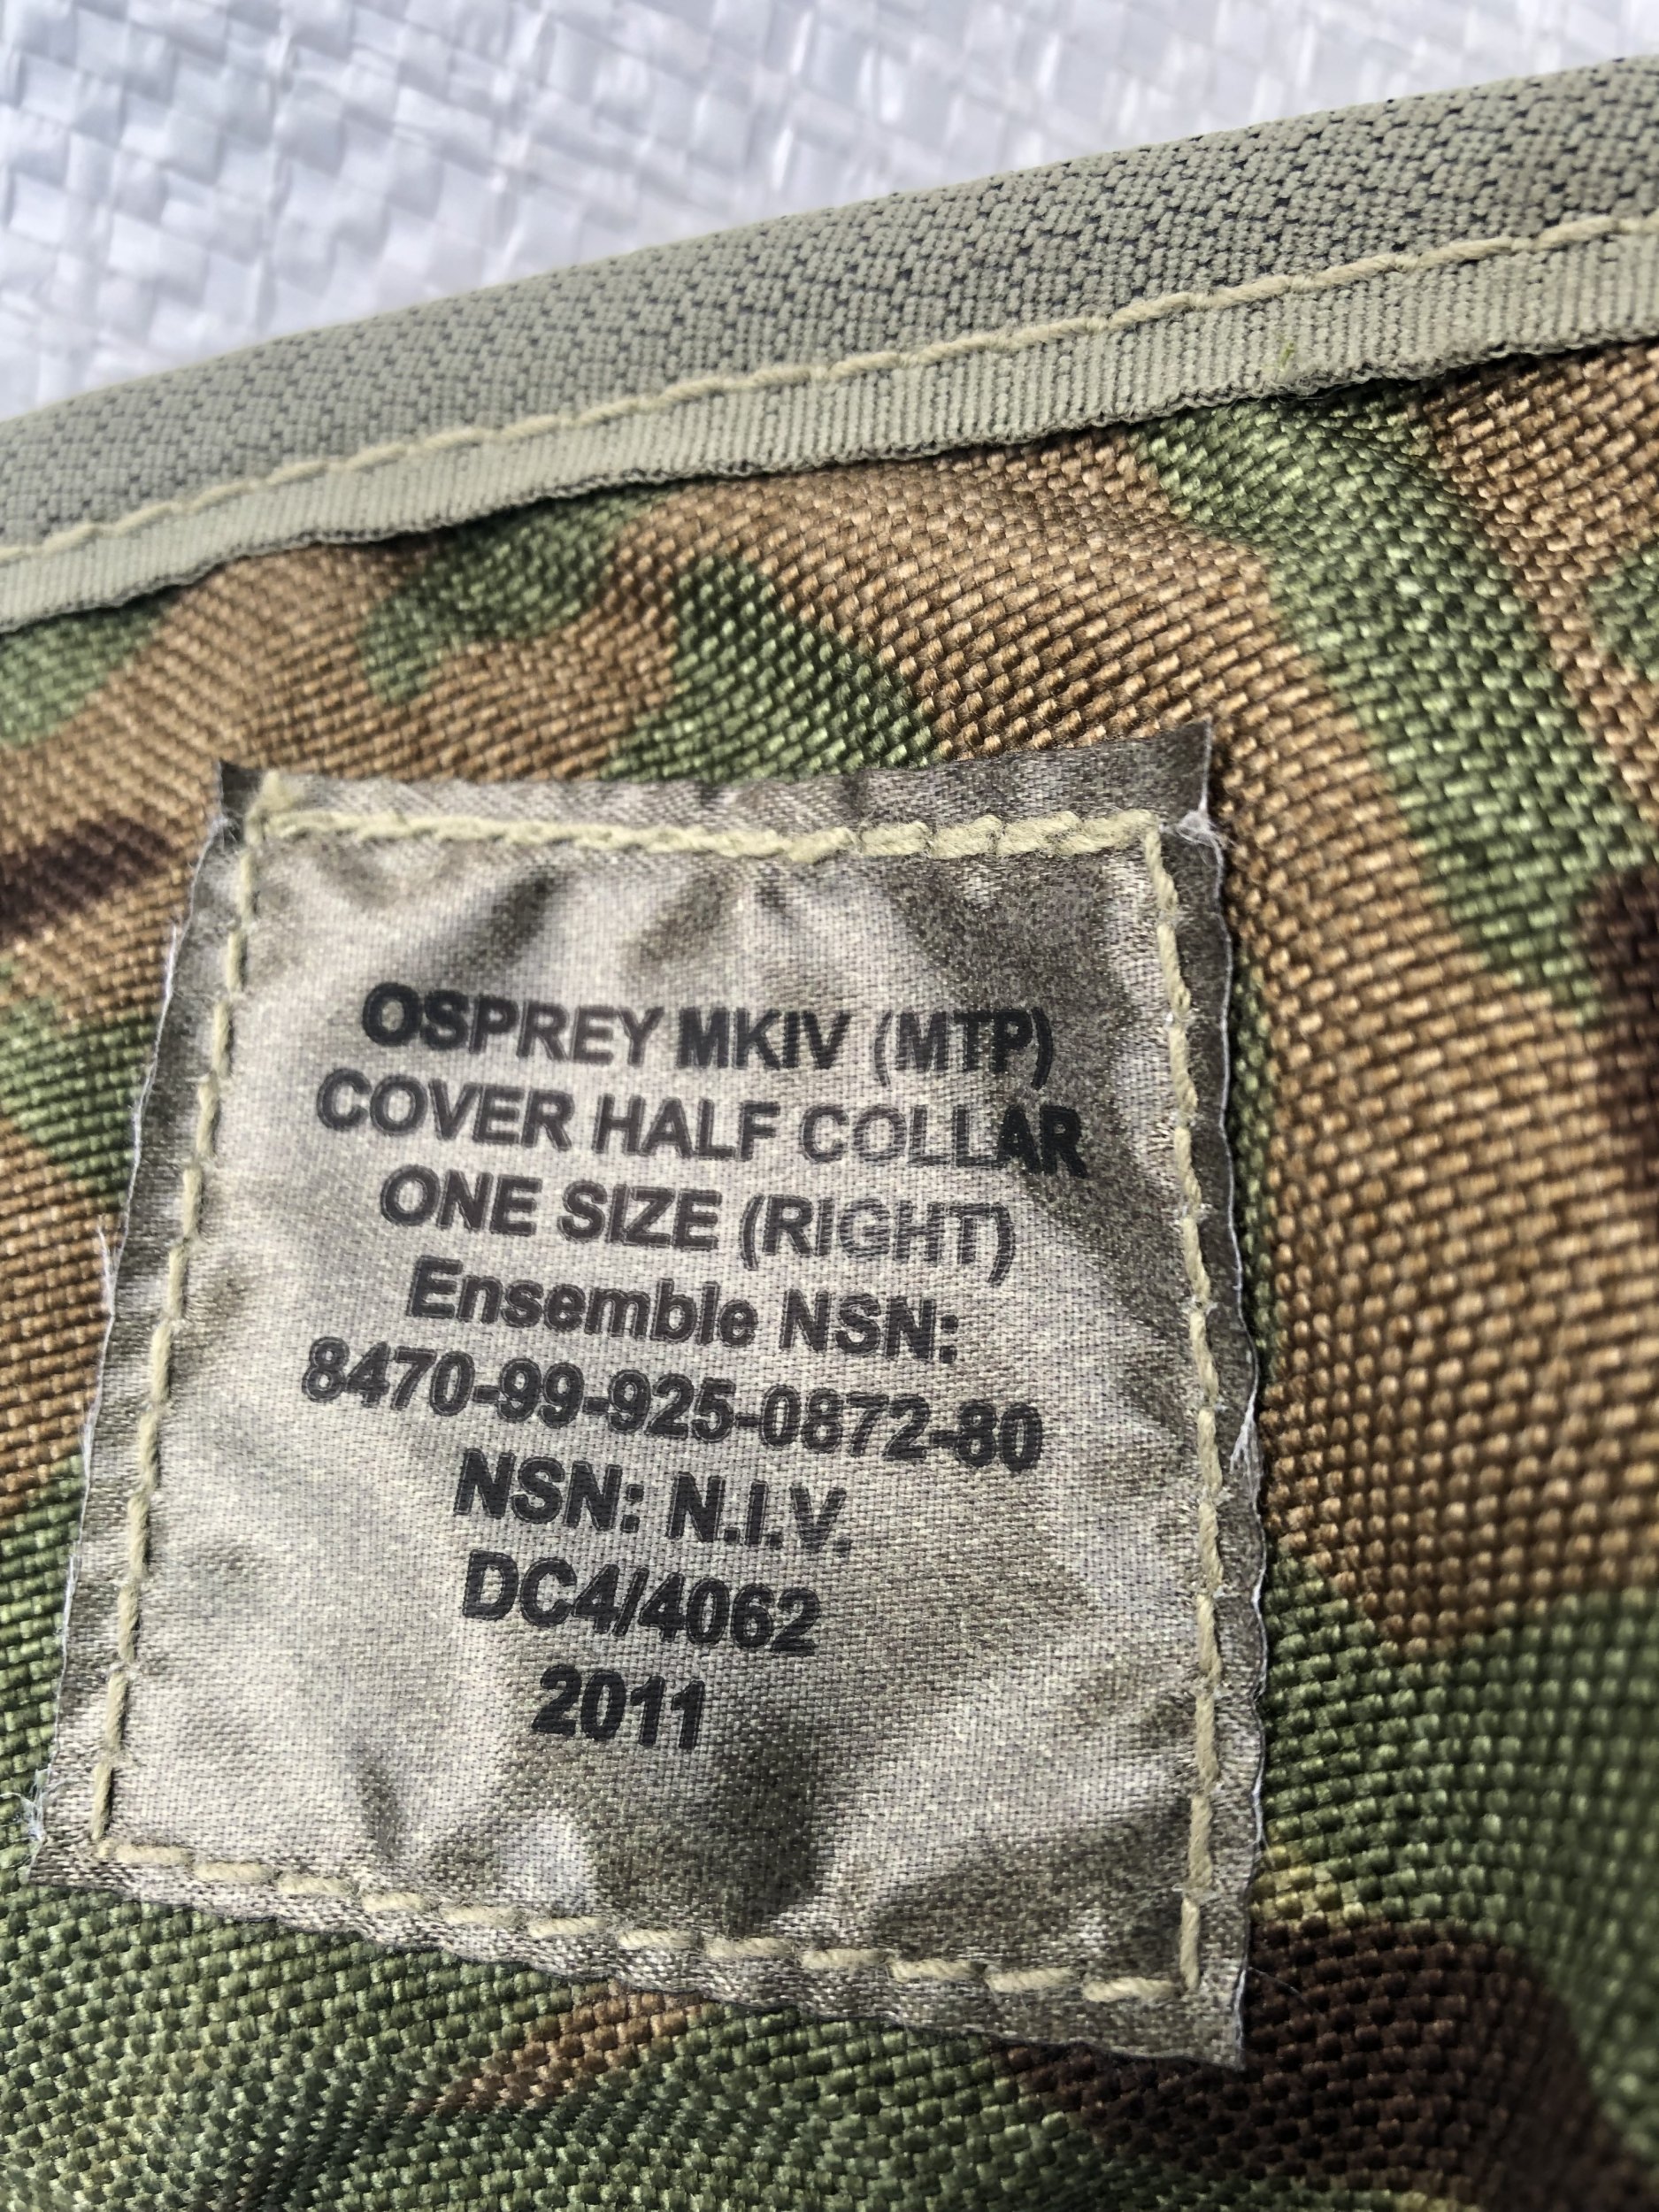 OSPREY MKIV (MTP)
COVER HALF COLLAR
ONE SIZE (RIGHT)
Ensemble NSN:
8470-99-925-0872-80
NSN: N.I.V.
DC4/4062
2011